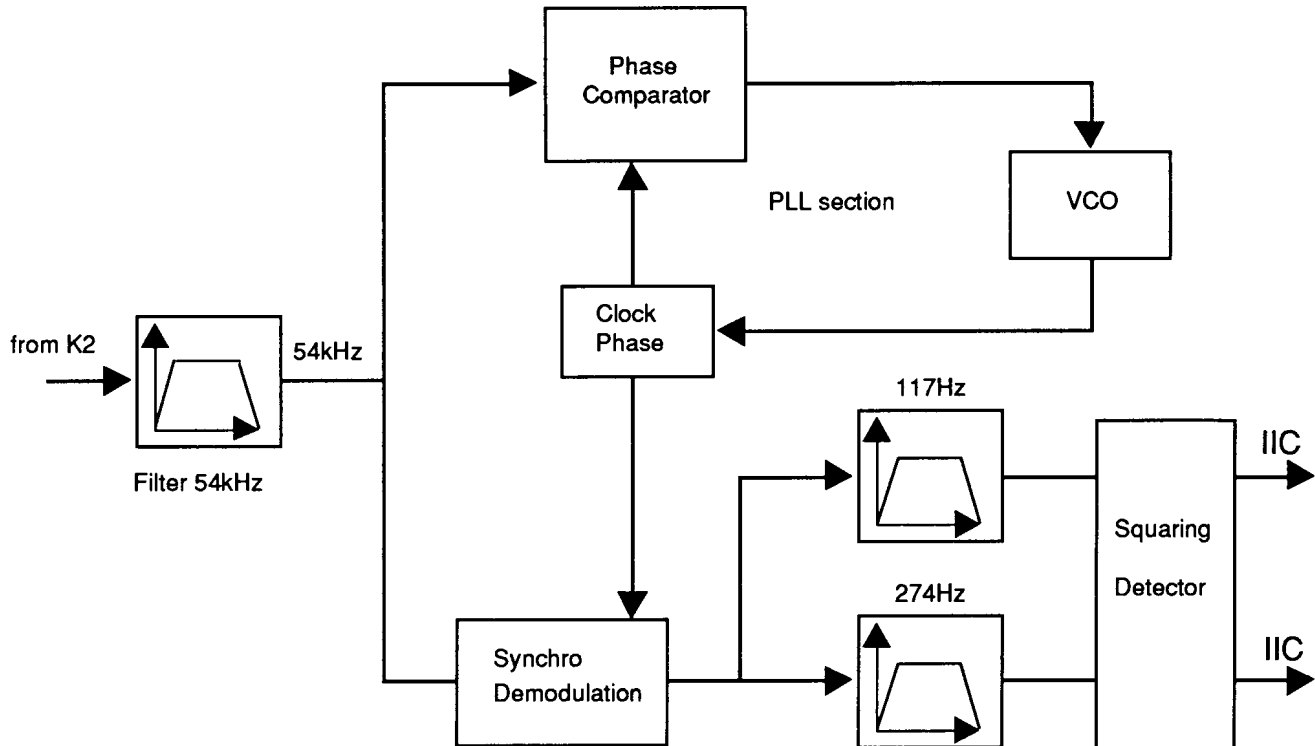 Phase
Comparator
PLL section
VCO
Clock
Phase
from K2
54kHz
Filter 54kHz
117Hz
IIC
Squaring
Detector
274Hz
Synchro
Demodulation
IIC